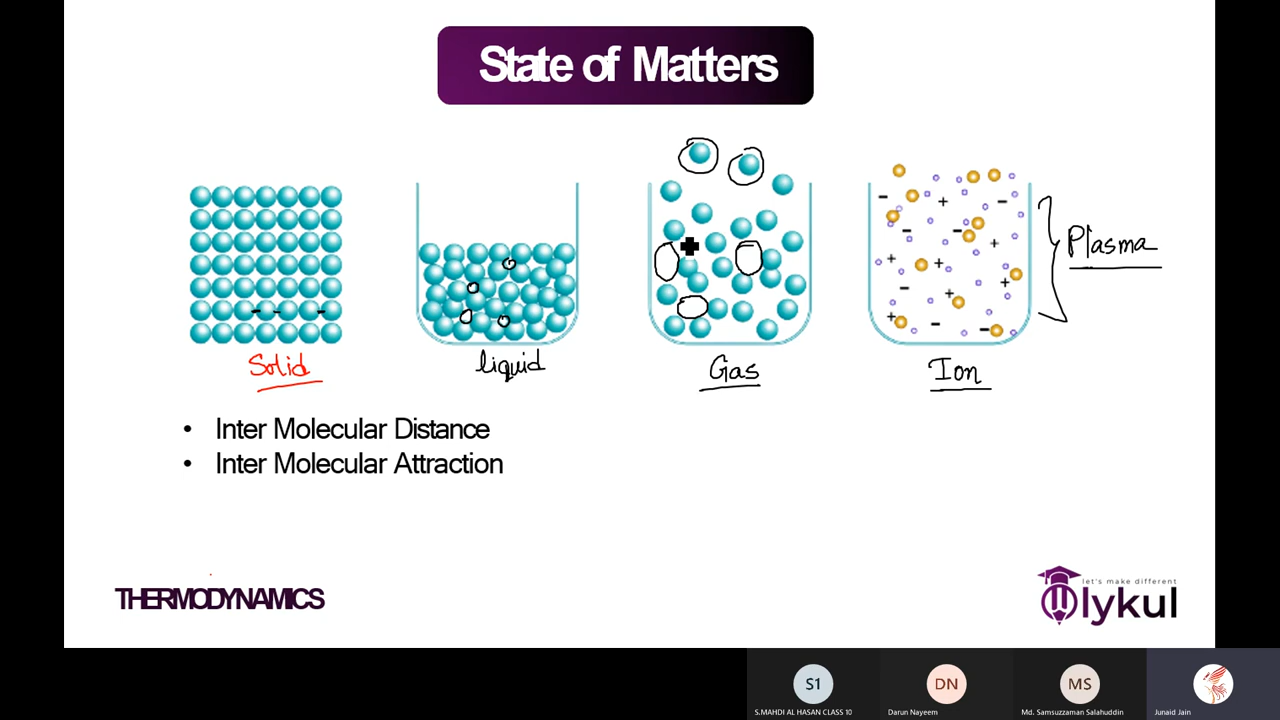 State of Matters
Plasma
Solid
liquid
Gas
Ion
• Inter Molecular Distance
• Inter Molecular Attraction
THERMODYNAMICS
let's make different
lykul
S1
DN
MS
S.MAHDI AL HASAN CLASS 10
Darun Nayeem
Md. Samsuzzaman Salahuddin
Junaid Jain